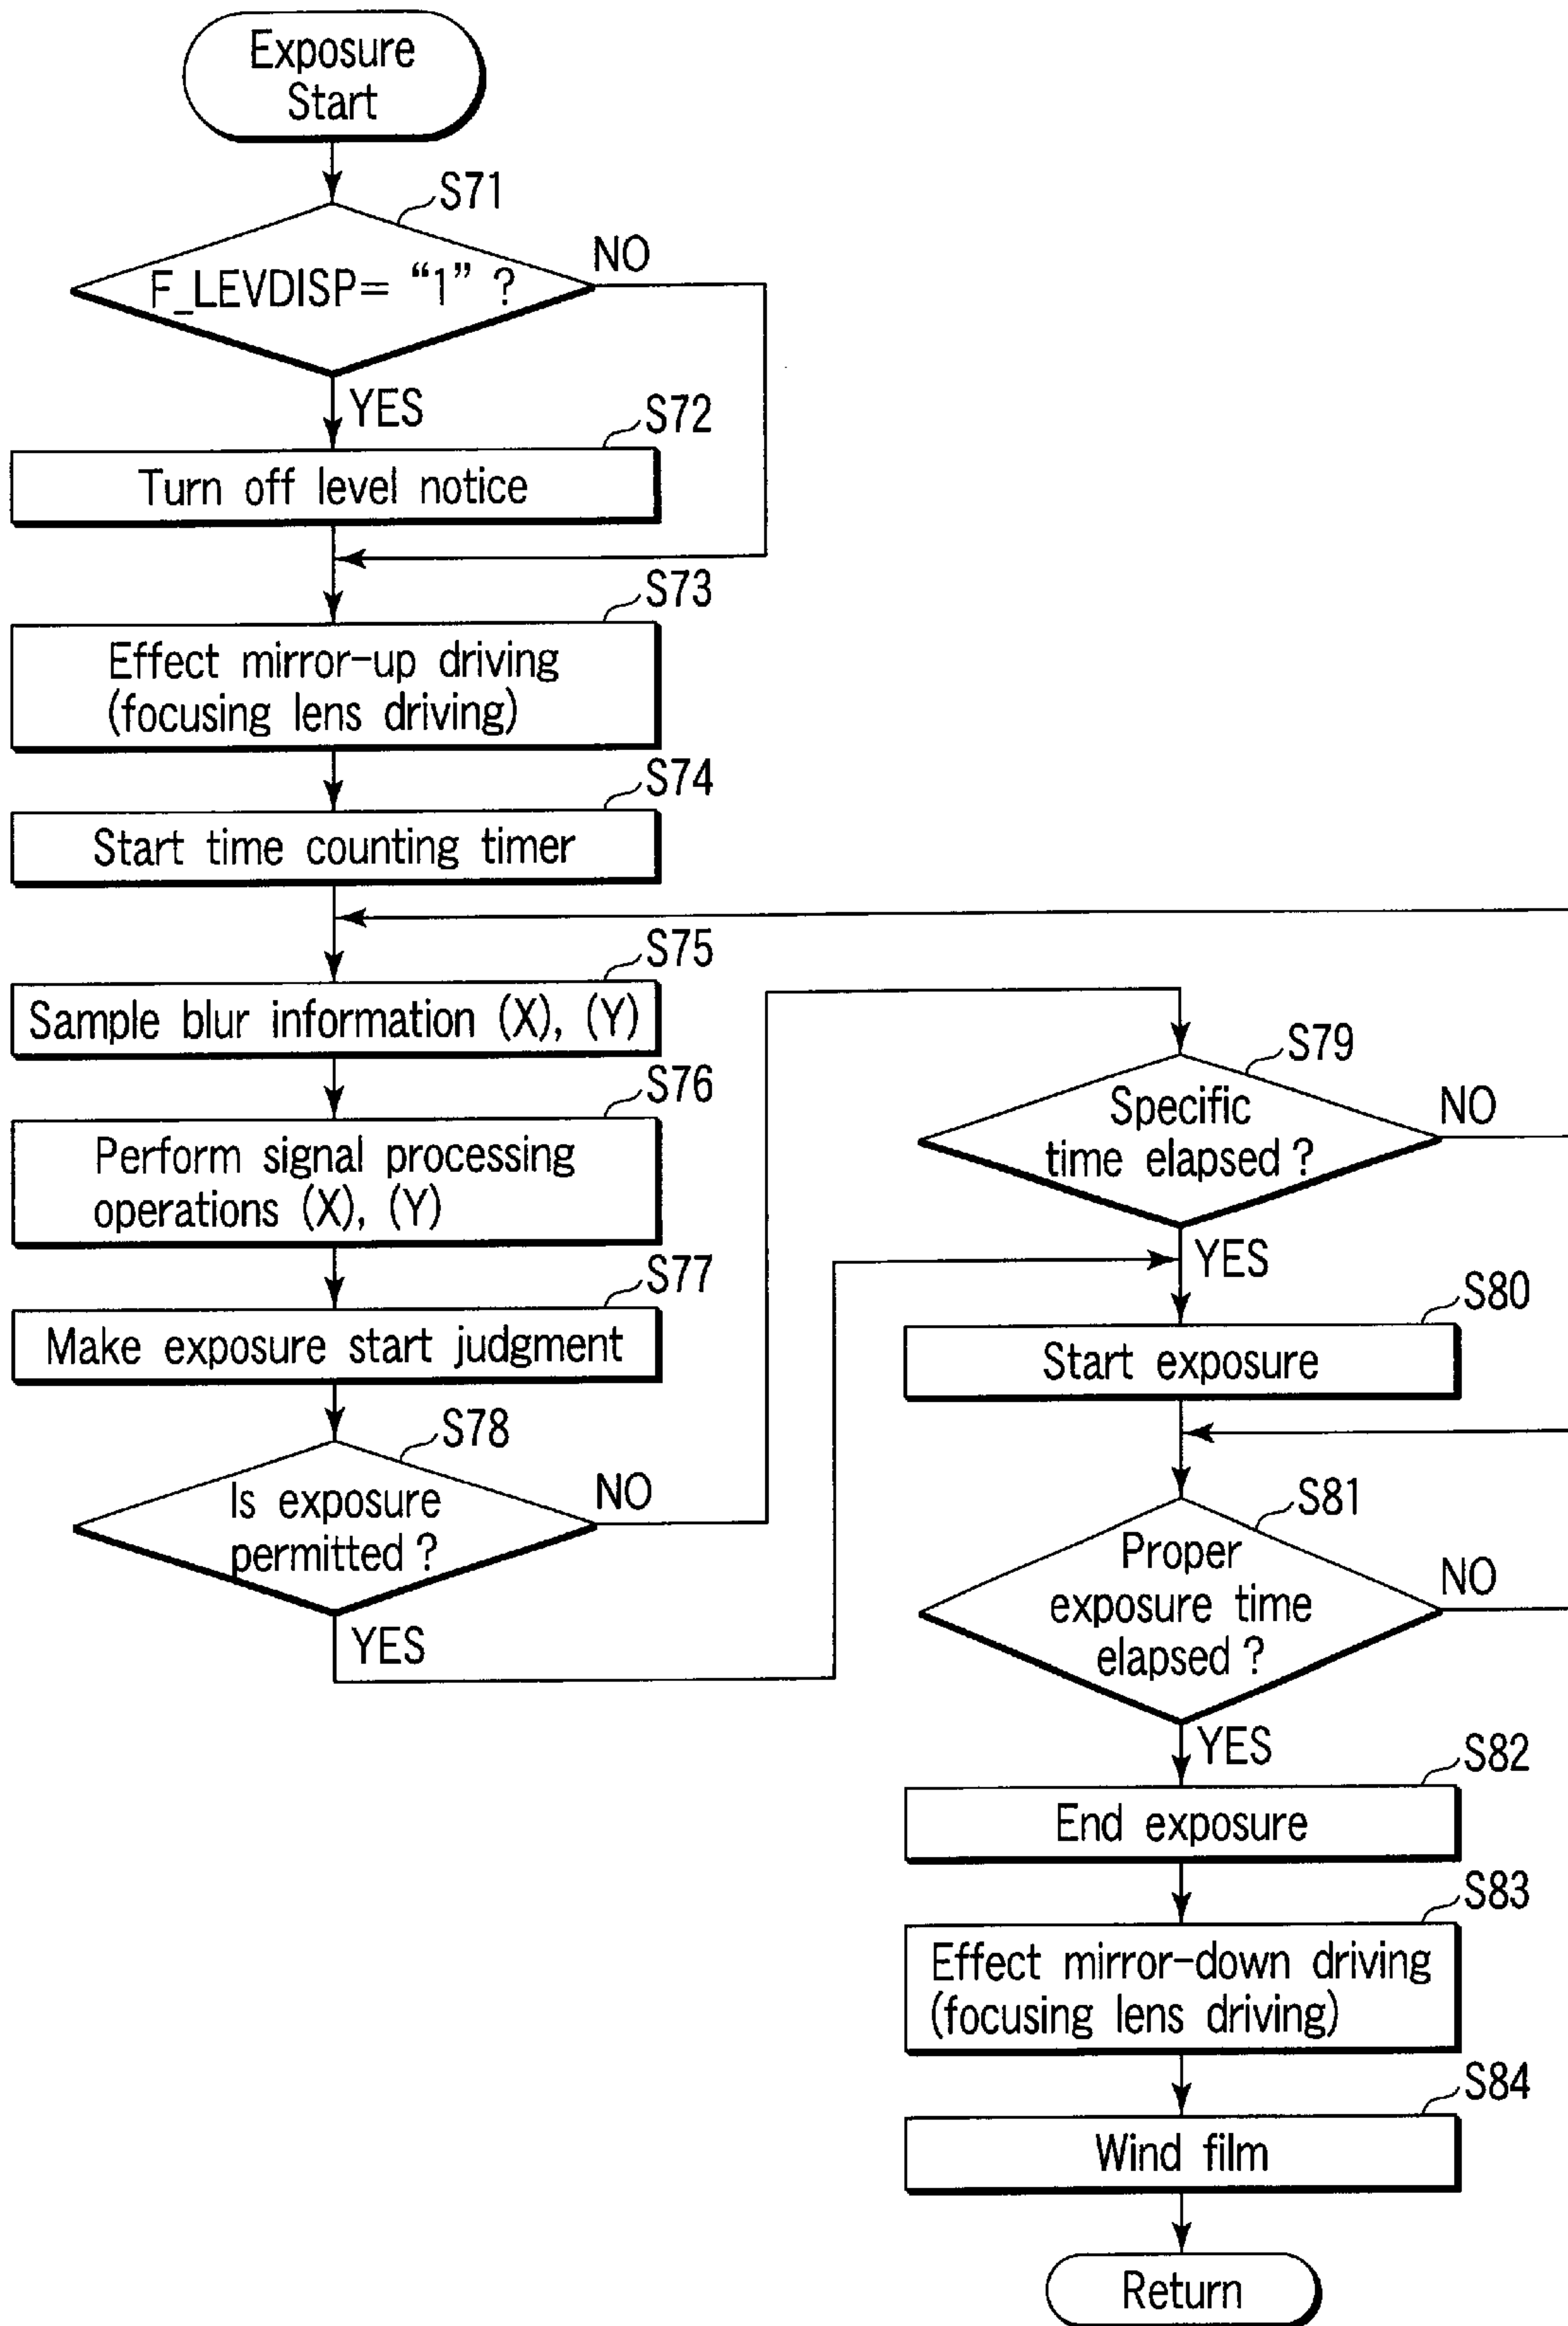 Exposure
Start
S71
F_LEVDISP= “1” ?
NO
YES
S72
Turn off level notice
S73
Effect mirror-up driving
(focusing lens driving)
S74
Start time counting timer
S75
Sample blur information (X), (Y)
S76
Perform signal processing
operations (X), (Y)
S77
Make exposure start judgment
S78
Is exposure
permitted ?
NO
YES
S79
Specific
time elapsed ?
NO
YES
S80
Start exposure
S81
Proper
exposure time
elapsed ?
NO
YES
S82
End exposure
S83
Effect mirror-down driving
(focusing lens driving)
S84
Wind film
Return